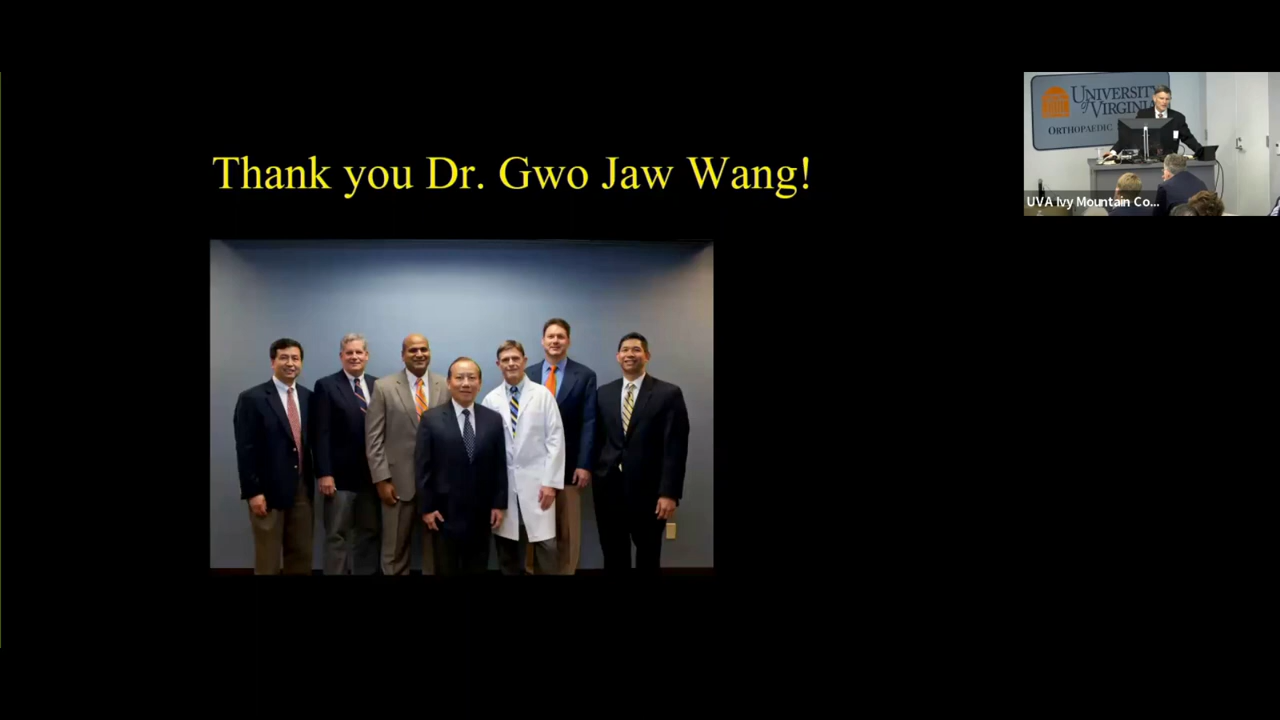 Thank you Dr. Gwo Jaw Wang!
UNIVERSITY
of VIRGINIA
ORTHOPAEDIC
UVA Ivy Mountain Co...